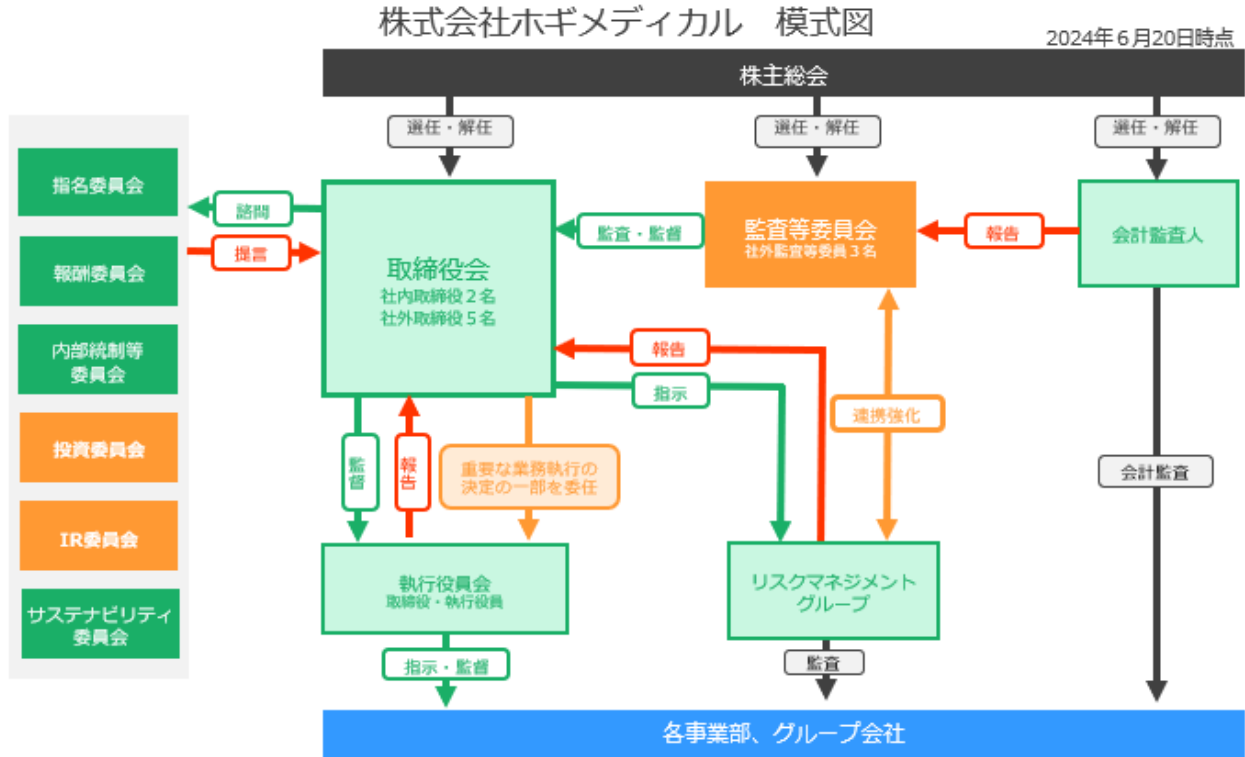 株式会社ホギメディカル　模式図
2024年6月20日時点
株主総会
選任・解任
選任・解任
選任・解任
指名委員会
報酬委員会
内部統制等
委員会
投資委員会
IR委員会
サステナビリティ
委員会
諮問
提言
取締役会
社内取締役2名
社外取締役5名
監査・監督
監査等委員会
社外監査等委員3名
報告
会計監査人
報告
指示
連携強化
監督
報告
重要な業務執行の
決定の一部を委任
会計監査
執行役員会
取締役・執行役員
リスクマネジメント
グループ
指示・監督
監査
各事業部、グループ会社